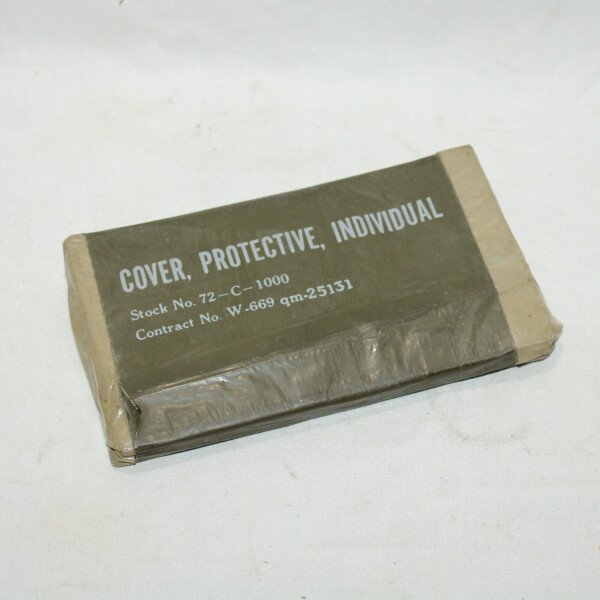 COVER, PROTECTIVE, INDIVIDUAL
Stock No. 72-C-1000
Contract No. W-669 qm-25131